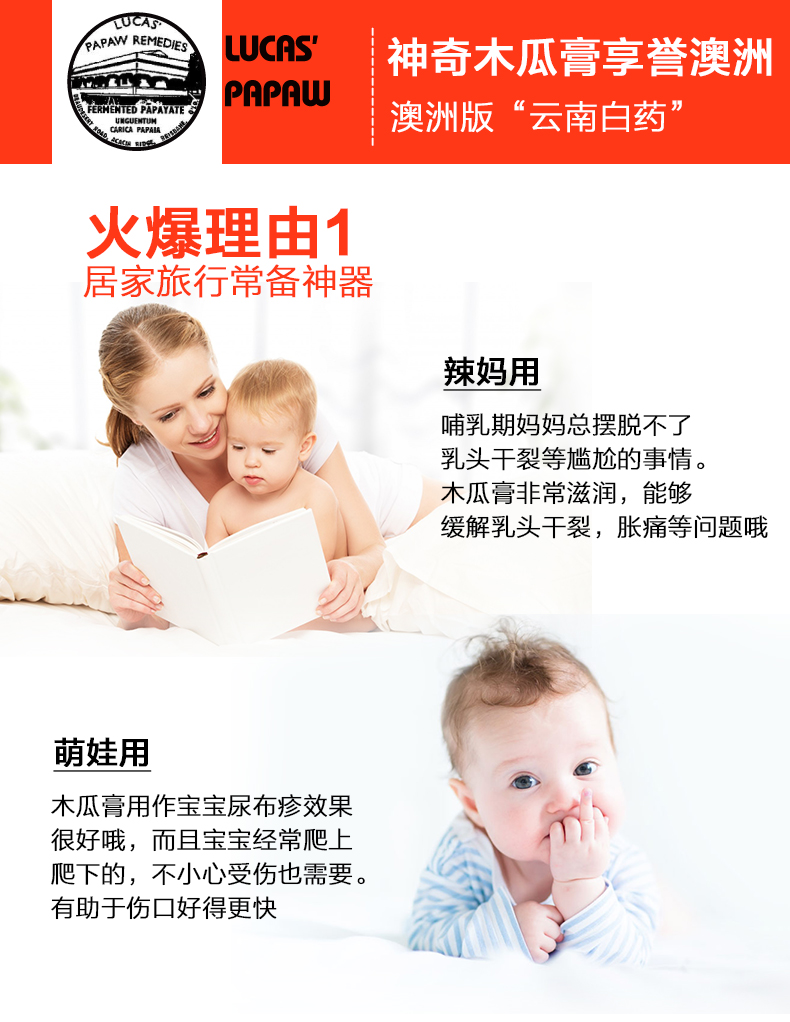 LUCAS'
PAPAW REMEDIES
FERMENTED PAPAYATE
UNGUENTUM
CARICA PAPAIA
BEAUDESERT ROAD, ACACIA RIDGE, BRISBANE, QLD.
LUCAS'
PAPAW
神奇木瓜膏享誉澳洲
澳洲版“云南白药”
火爆理由1
居家旅行常备神器
辣妈用
哺乳期妈妈总摆脱不了
乳头干裂等尴尬的事情。
木瓜膏非常滋润，能够
缓解乳头干裂，胀痛等问题哦
萌娃用
木瓜膏用作宝宝尿布疹效果
很好哦，而且宝宝经常爬上
爬下的，不小心受伤也需要。
有助于伤口好得更快